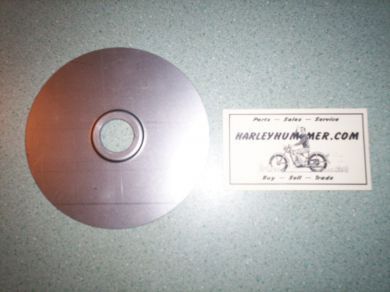 Parts – Sales – Service
HARLEYHUMMER.COM
Buy – Sell – Trade